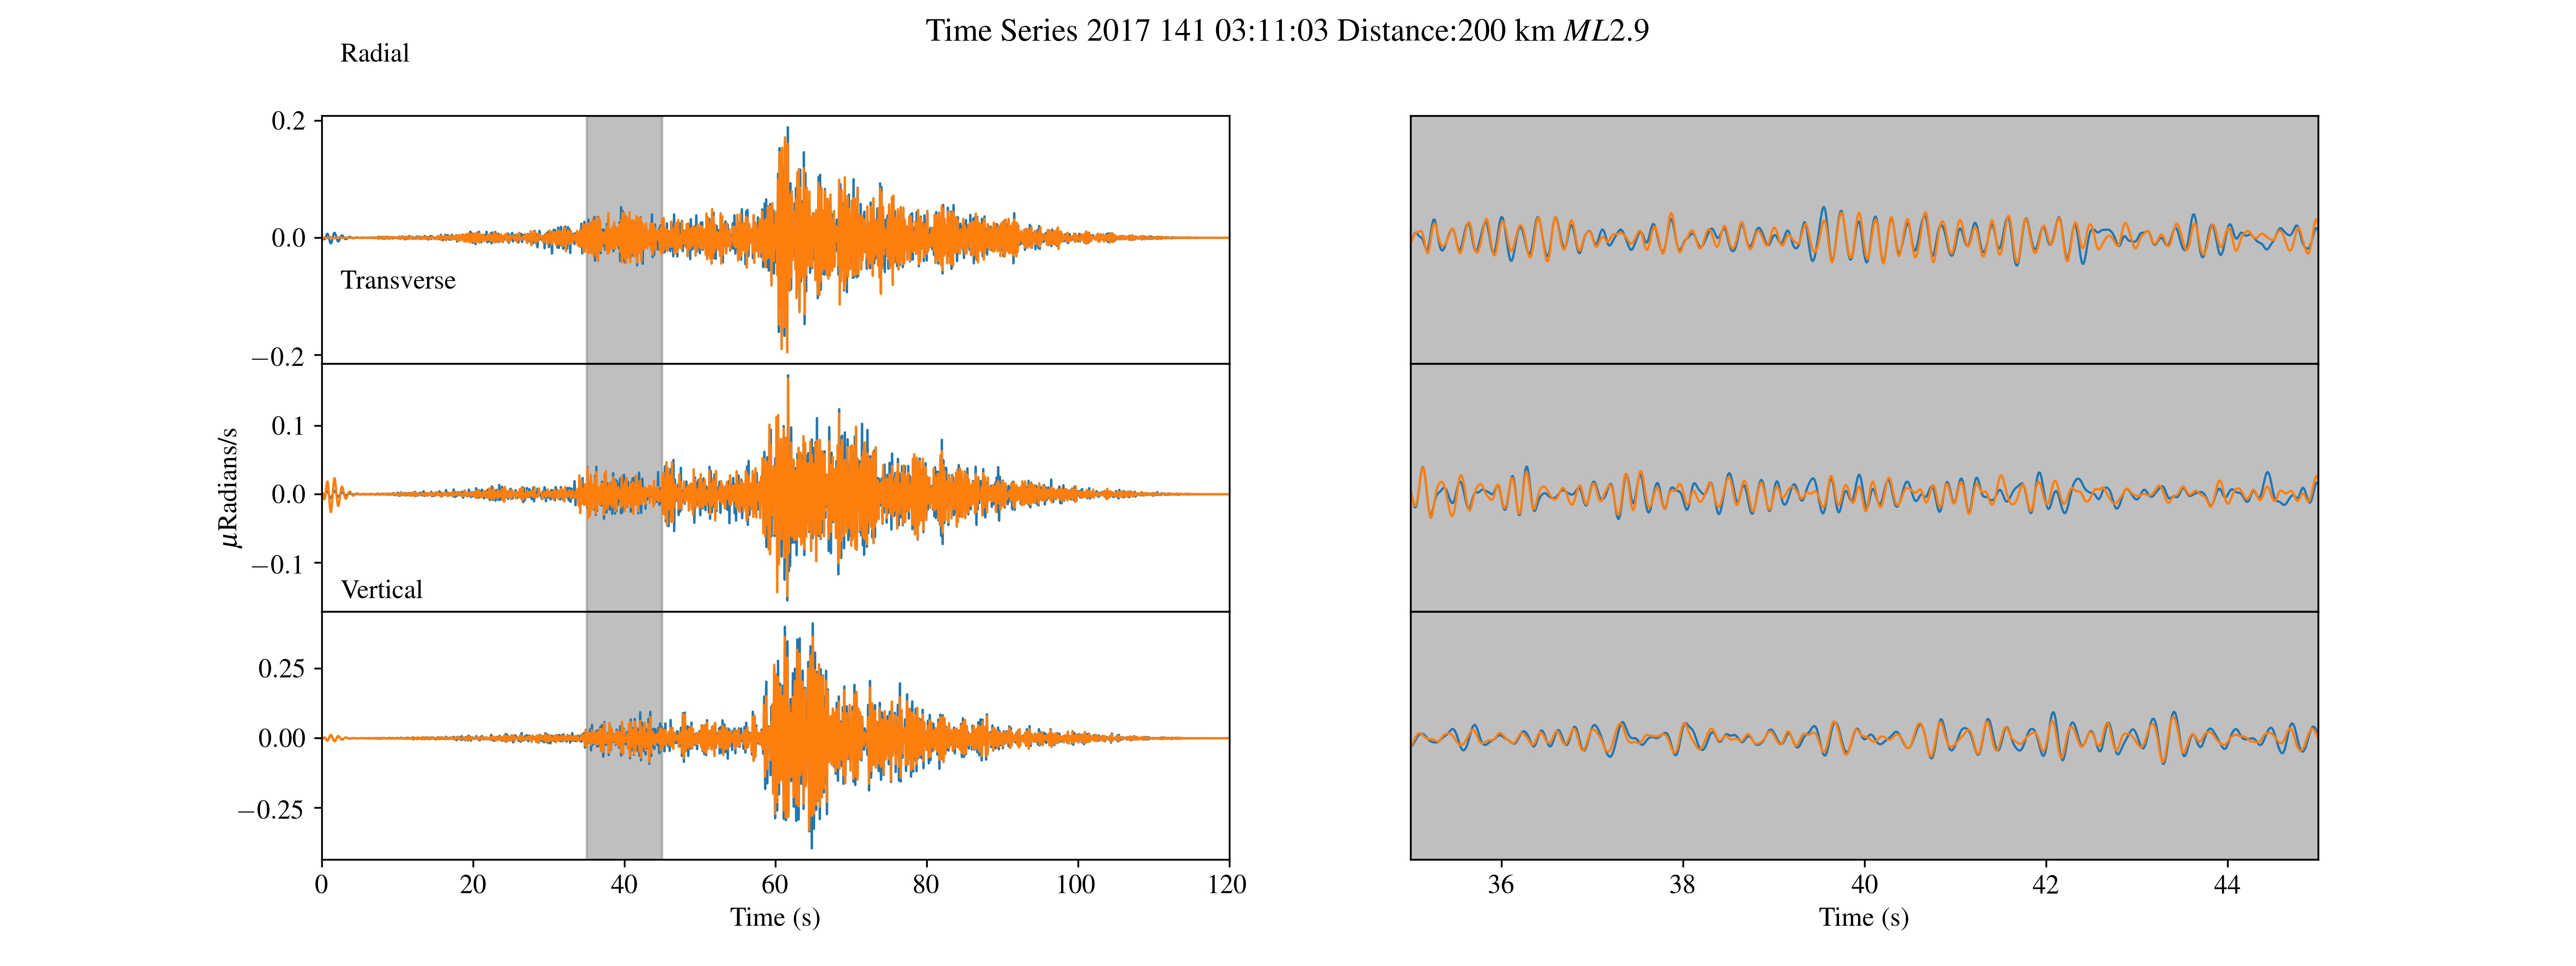 Time Series 2017 141 03:11:03 Distance:200 km ML2.9
Radial
0.2
0.0
Transverse
−0.2
0.1
0.0
−0.1
μRadians/s
Vertical
0.25
0.00
−0.25
0 20 40 60 80 100 120
Time (s)
36 38 40 42 44
Time (s)